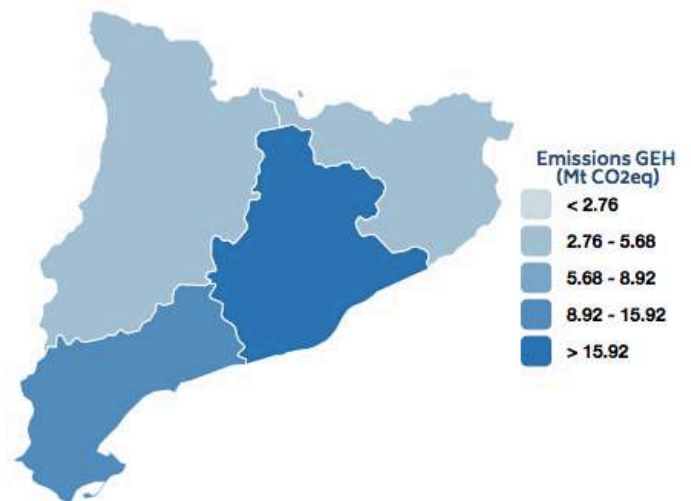 Emissions GEH
(Mt CO2eq)
< 2.76
2.76 - 5.68
5.68 - 8.92
8.92 - 15.92
> 15.92